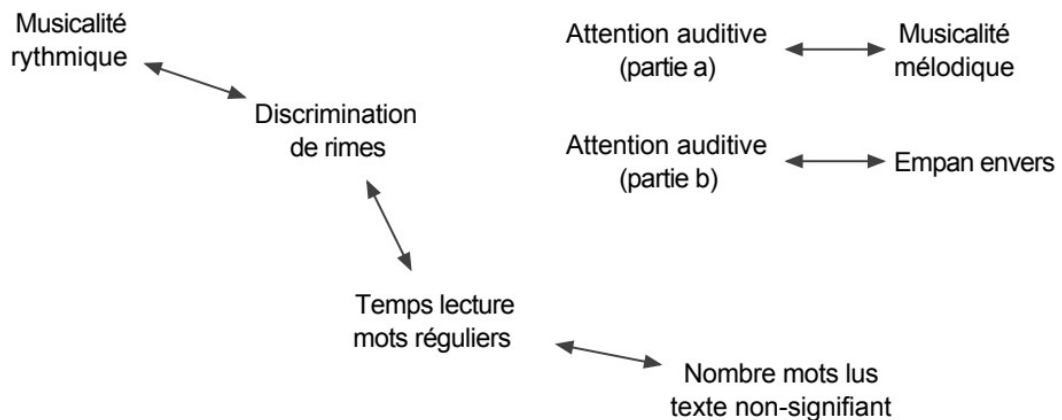 Musicalité
rythmique
Attention auditive
(partie a)
Musicalité
mélodique
Discrimination
de rimes
Attention auditive
(partie b)
Empan envers
Temps lecture
mots réguliers
Nombre mots lus
texte non-signifiant